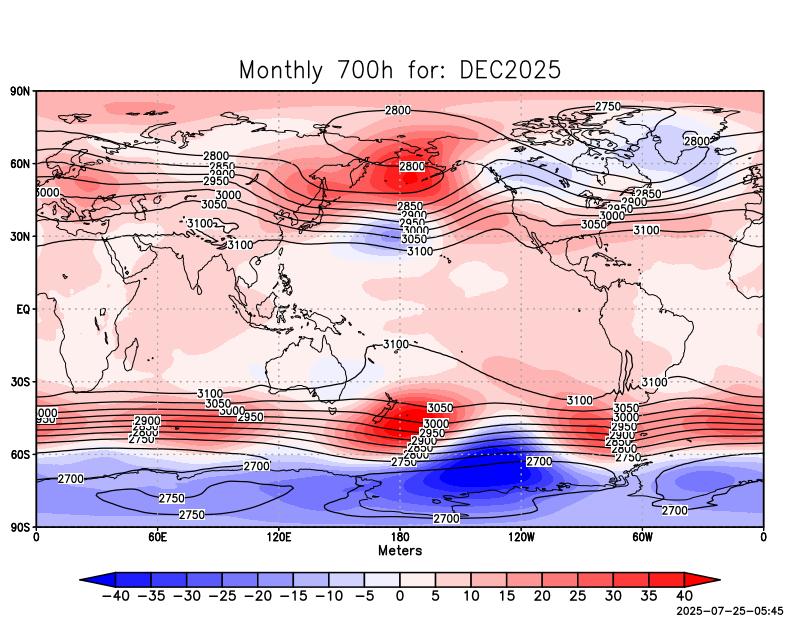 Monthly 700h for: DEC2025
90N
2800 2750
2800
60N 2800 2850 2900 2950 2800
3000 3000 3050 2850 2900 2950 3000 3050 3100 2850 2900 2950 3000 3050 3100
3100
30N 3100
EQ
3100
30S 3100 3050 3000 2950 3100 3100
3000 2950 2900 2850 2800 2750 3050 3000 2950 2900 2850 2800 2750 3050 3000 2950 2900 2850 2800 2750
60S 2700 2700
2700 2750 2750 2700 2700
90S
0 60E 120E 180 120W 60W 0
Meters
-40 -35 -30 -25 -20 -15 -10 -5 0 5 10 15 20 25 30 35 40
2025-07-25-05:45